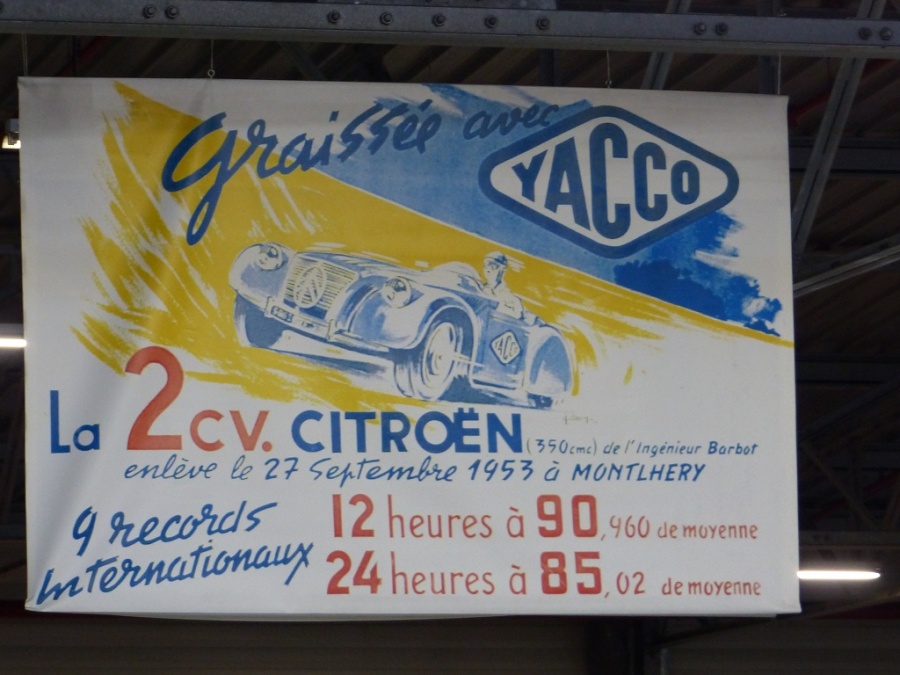 Graissée avec
YACCO
YACCO
La 2CV. CITROËN (350cmc) de l'Ingénieur Barbot
enlève le 27 Septembre 1953 à MONTLHERY
9 records
Internationaux
12 heures à 90,960 de moyenne
24 heures à 85,02 de moyenne